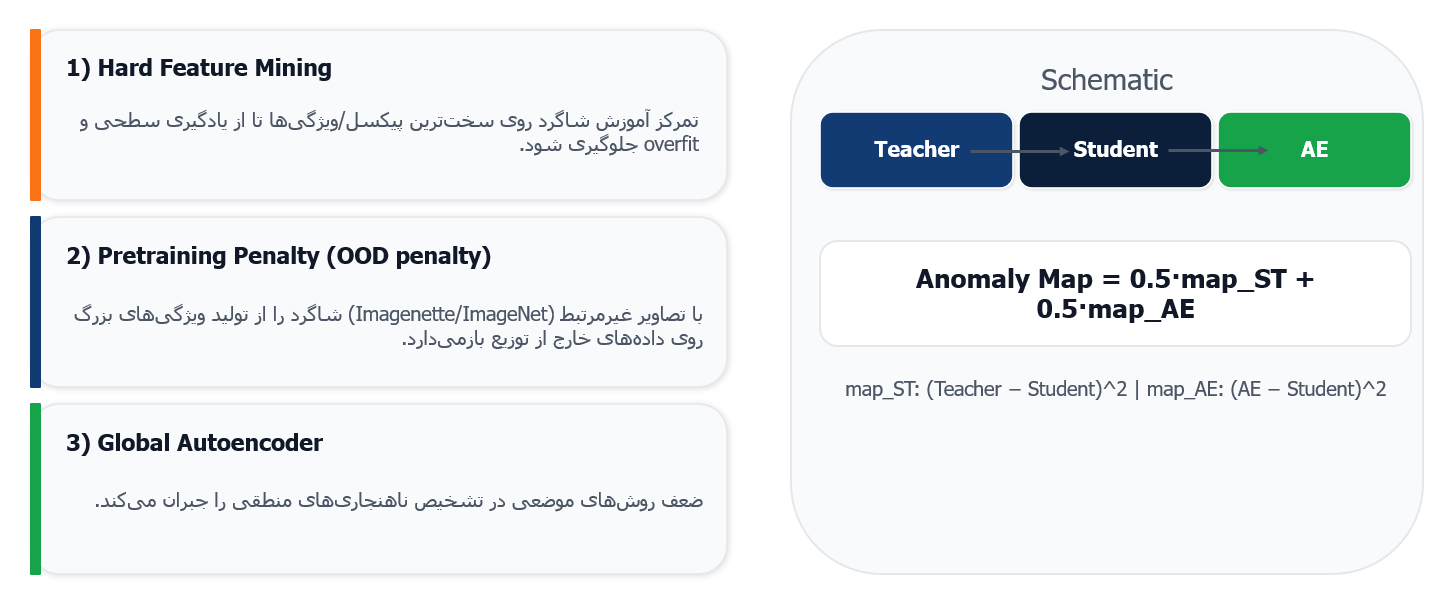 1) Hard Feature Mining
تمرکز آموزش شاگرد روی سخت‌ترین پیکسل/ویژگی‌ها تا از یادگیری سطحی و
overfit جلوگیری شود.
2) Pretraining Penalty (OOD penalty)
با تصاویر غیرمرتبط (Imagenette/ImageNet) شاگرد را از تولید ویژگی‌های بزرگ
روی داده‌های خارج از توزیع بازمی‌دارد.
3) Global Autoencoder
ضعف روش‌های موضعی در تشخیص ناهنجاری‌های منطقی را جبران می‌کند.
Schematic
Teacher Student AE
Anomaly Map = 0.5·map_ST +
0.5·map_AE
map_ST: (Teacher − Student)^2 | map_AE: (AE − Student)^2